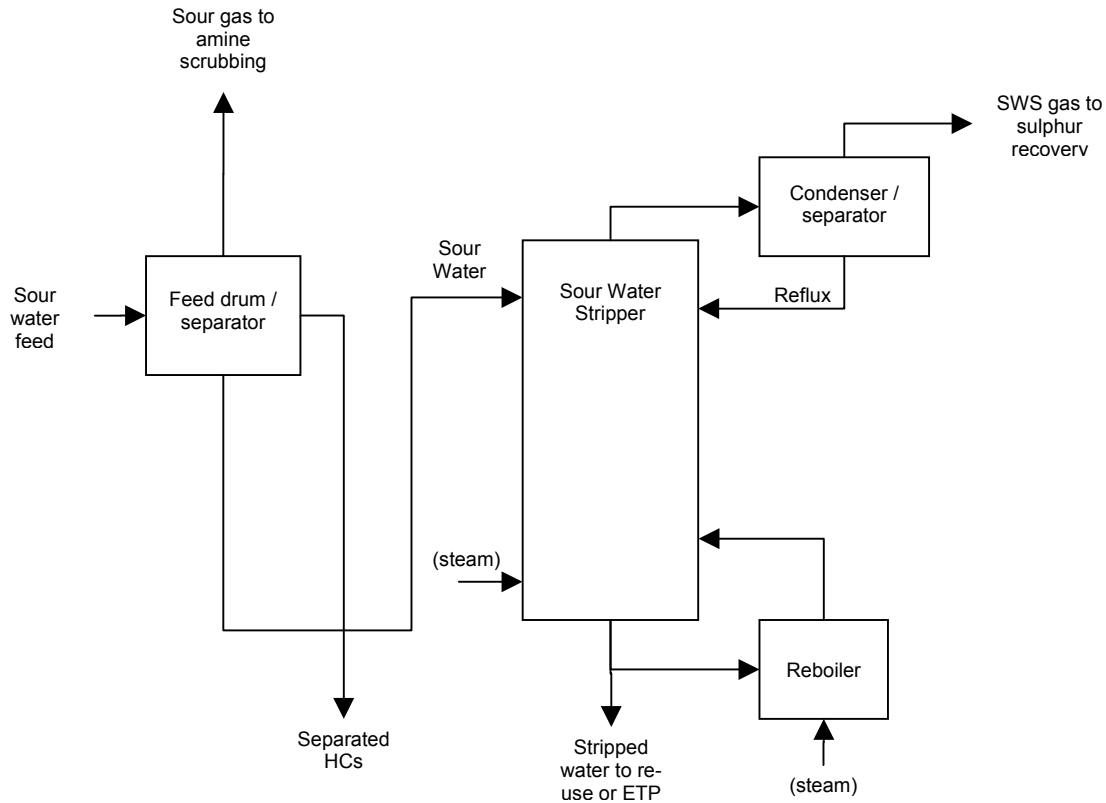 Sour gas to
amine
scrubbing
SWS gas to
sulphur
recovery
Condenser /
separator
Sour
Water
Sour Water
Stripper
Reflux
Sour
water
feed
Feed drum /
separator
(steam)
Reboiler
Separated
HCs
Stripped
water to re-
use or ETP
(steam)